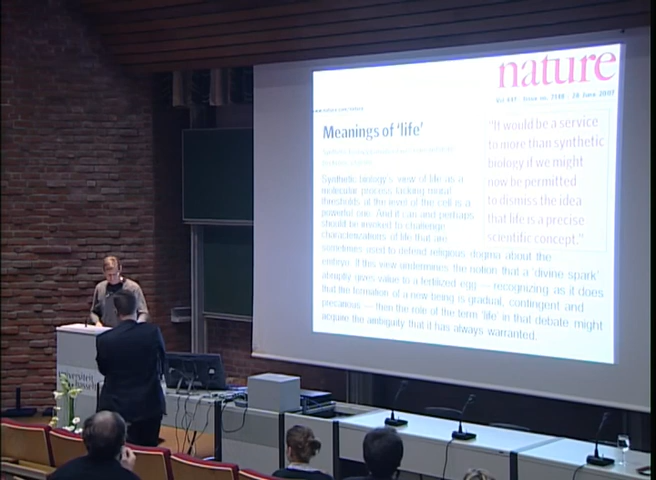 nature
28 June 2007
Meanings of 'life'
"It would be a service
to more than synthetic
biology if we might
now be permitted
to dismiss the idea
that life is a precise
scientific concept."
Synthetic biology's view of life as a
molecular process lacking moral
thresholds at the level of the cell is a
powerful one. And it can and perhaps
should be invoked to challenge
characterizations of life that are
sometimes used to defend religious dogma about the
embryo. If this view undermines the notion that a 'divine spark'
abruptly gives value to a fertilized egg — recognizing as it does
that the formation of a new being is gradual, contingent and
precarious — then the role of the term 'life' in that debate might
acquire the ambiguity that it has always warranted.